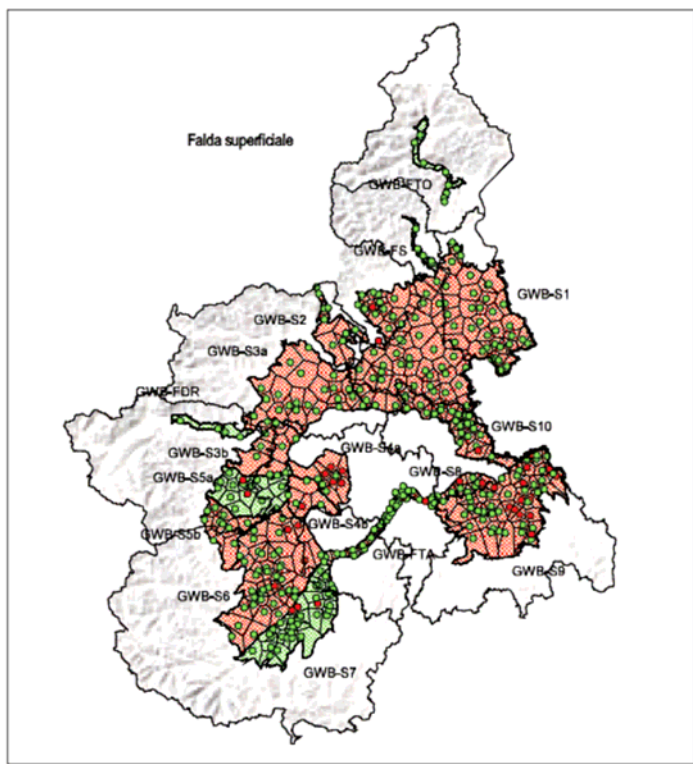 Falda superficiale
GWB-FTO
GWB-FS
GWB-S1
GWB-S2
GWB-S3a
GWB-FDR
GWB-S10
GWB-S3b
GWB-S4a
GWB-S8
GWB-S5a
GWB-S4b
GWB-S5b
GWB-FTA
GWB-S9
GWB-S6
GWB-S7